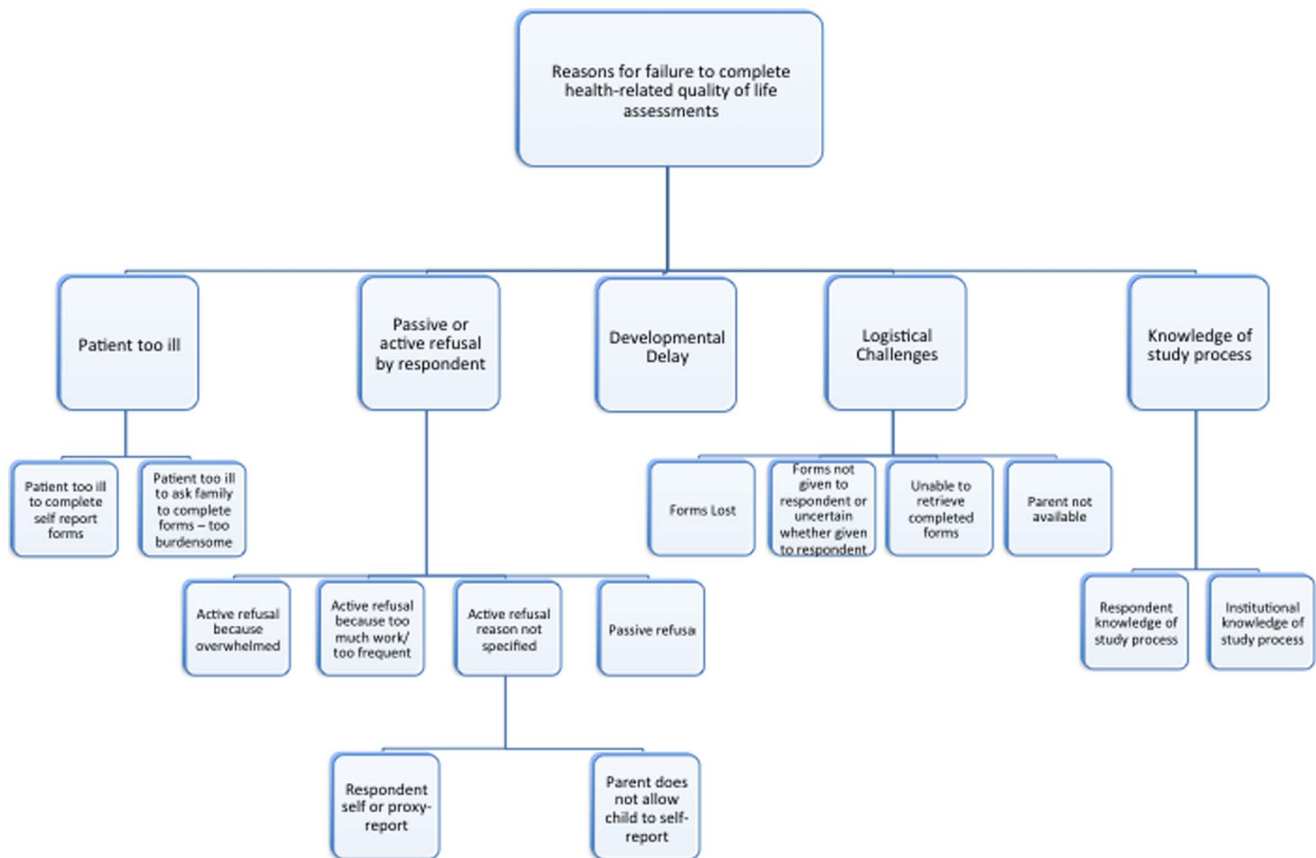 Reasons for failure to complete
health-related quality of life
assessments
Patient too ill
Passive or
active refusal
by respondent
Developmental
Delay
Logistical
Challenges
Knowledge of
study process
Patient too ill
to complete
self report
forms
Patient too ill
to ask family
to complete
forms – too
burdensome
Forms Lost
Forms not
given to
respondent or
uncertain
whether given
to respondent
Unable to
retrieve
completed
forms
Parent not
available
Active refusal
because
overwhelmed
Active refusal
because too
much work/
too frequent
Active refusal
reason not
specified
Passive refusa
Respondent
knowledge of
study process
Institutional
knowledge of
study process
Respondent
self or proxy-
report
Parent does
not allow
child to self-
report